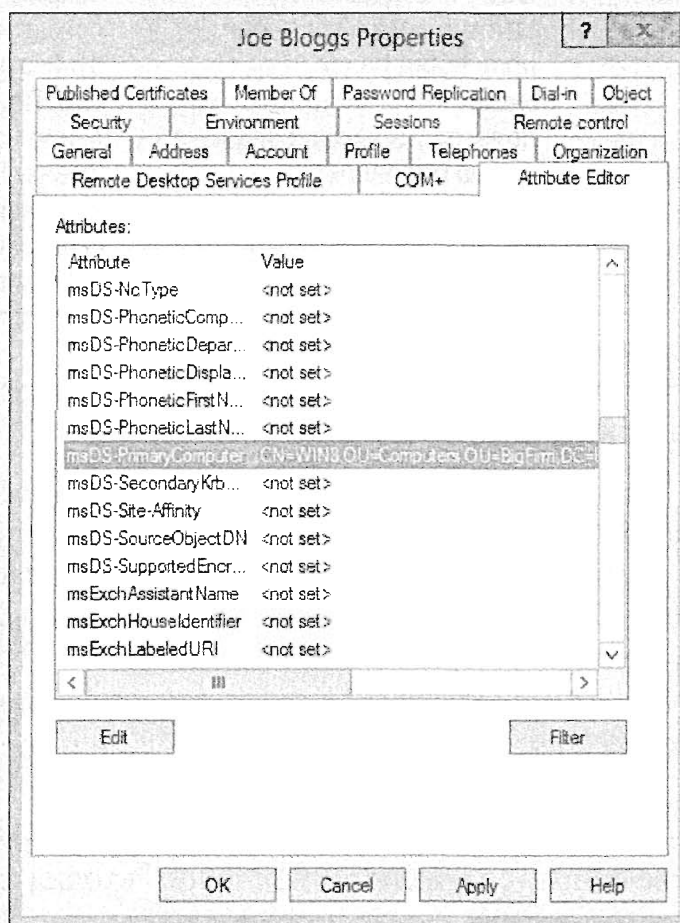 Joe Bloggs Properties ? x
Published Certificates Member Of Password Replication Dial-in Object
Security Environment Sessions Remote control
General Address Account Profile Telephones Organization
Remote Desktop Services Profile COM+ Attribute Editor
Attributes:
Attribute Value
msDS-NcType <not set>
msDS-PhoneticComp... <not set>
msDS-PhoneticDepar... <not set>
msDS-PhoneticDispla... <not set>
msDS-PhoneticFirstN... <not set>
msDS-PhoneticLastN... <not set>
msDS-PrimaryComputer CN=WIN8,OU=Computers,OU=BigFirm,DC=
msDS-SecondaryKrb... <not set>
msDS-Site-Affinity <not set>
msDS-SourceObjectDN <not set>
msDS-SupportedEncr... <not set>
msExchAssistantName <not set>
msExchHouseIdentifier <not set>
msExchLabeledURI <not set>
Edit Filter
OK Cancel Apply Help